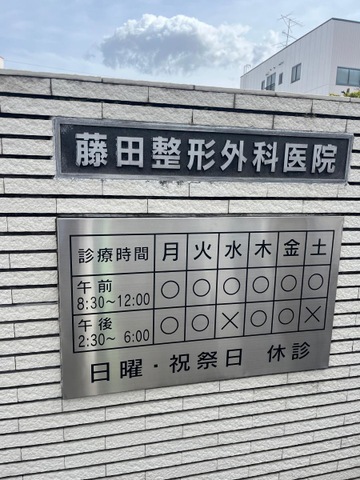 藤田整形外科医院
診療時間 月 火 水 木 金 土
午前
8:30~12:00 ○ ○ ○ ○ ○ ○
午後
2:30~ 6:00 ○ ○ × ○ ○ ×
日曜・祝祭日 休診